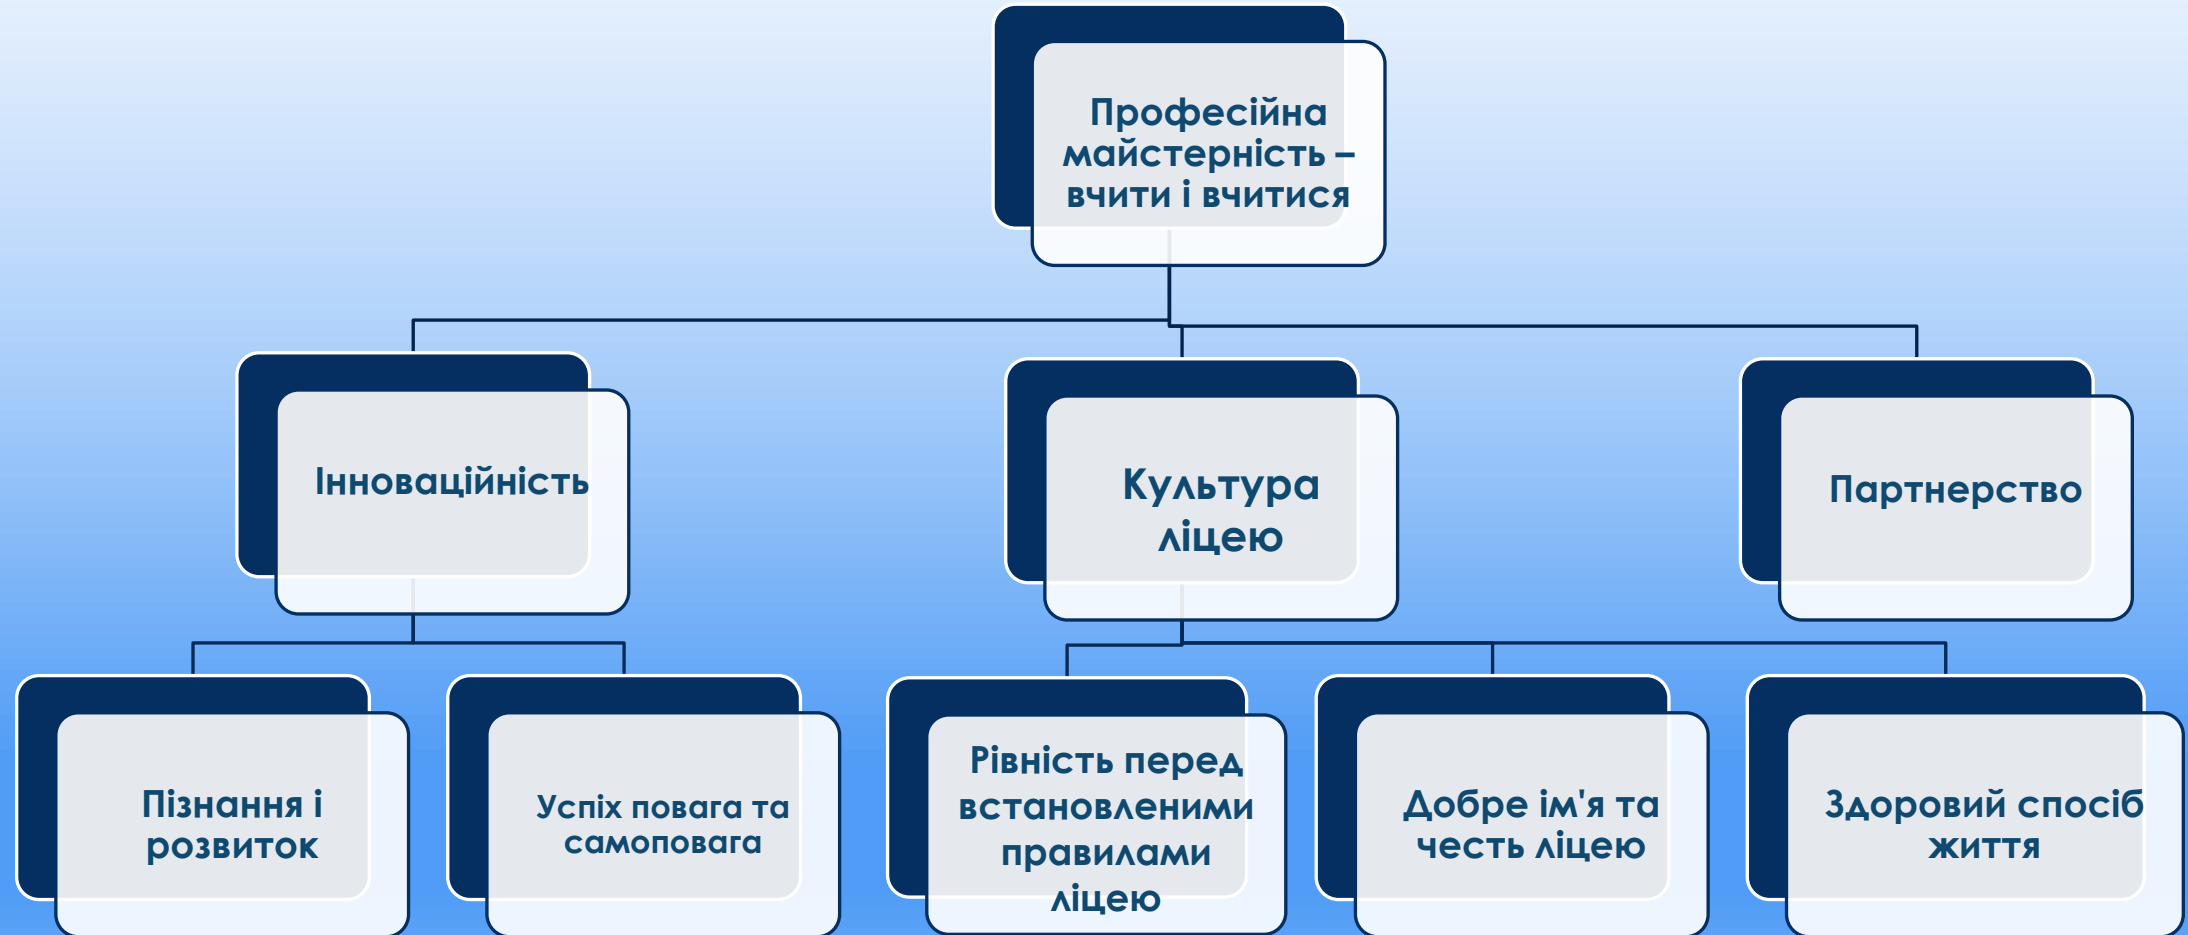 Професійна
майстерність –
вчити і вчитися
Інноваційність
Культура
ліцею
Партнерство
Пізнання і
розвиток
Успіх повага та
самоповага
Рівність перед
встановленими
правилами
ліцею
Добре ім'я та
честь ліцею
Здоровий спосіб
життя